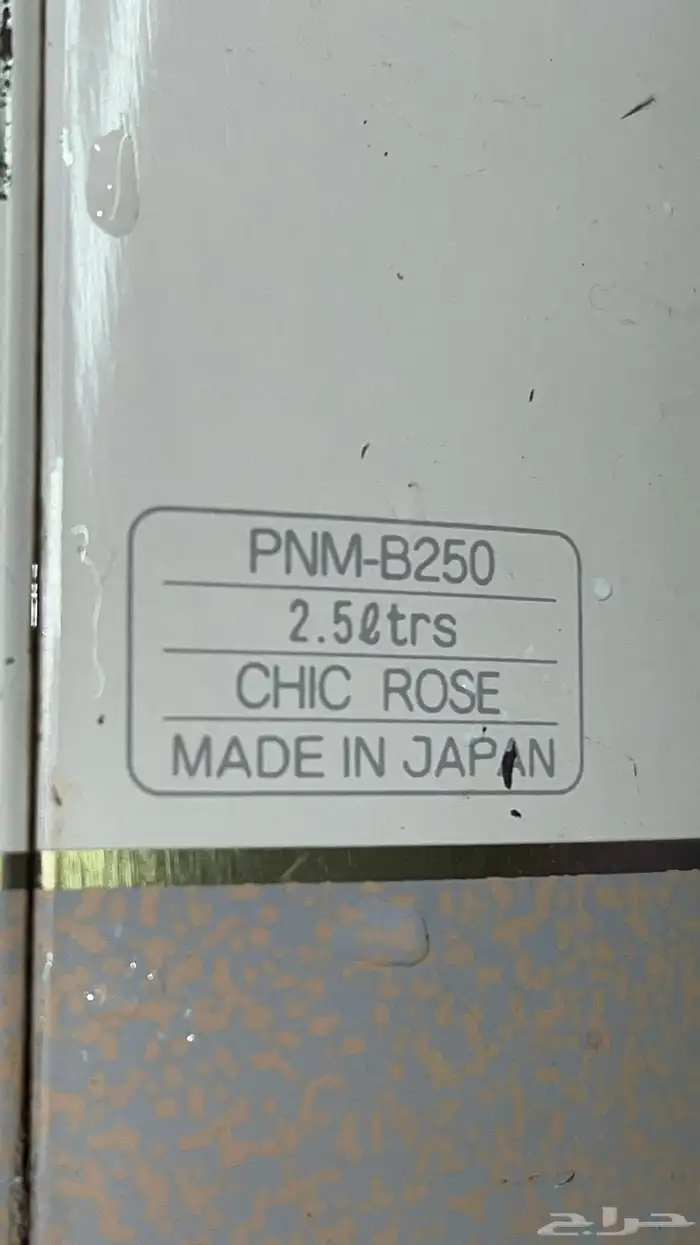 PNM-B250
2.5ℓtrs
CHIC ROSE
MADE IN JAPAN
حراج